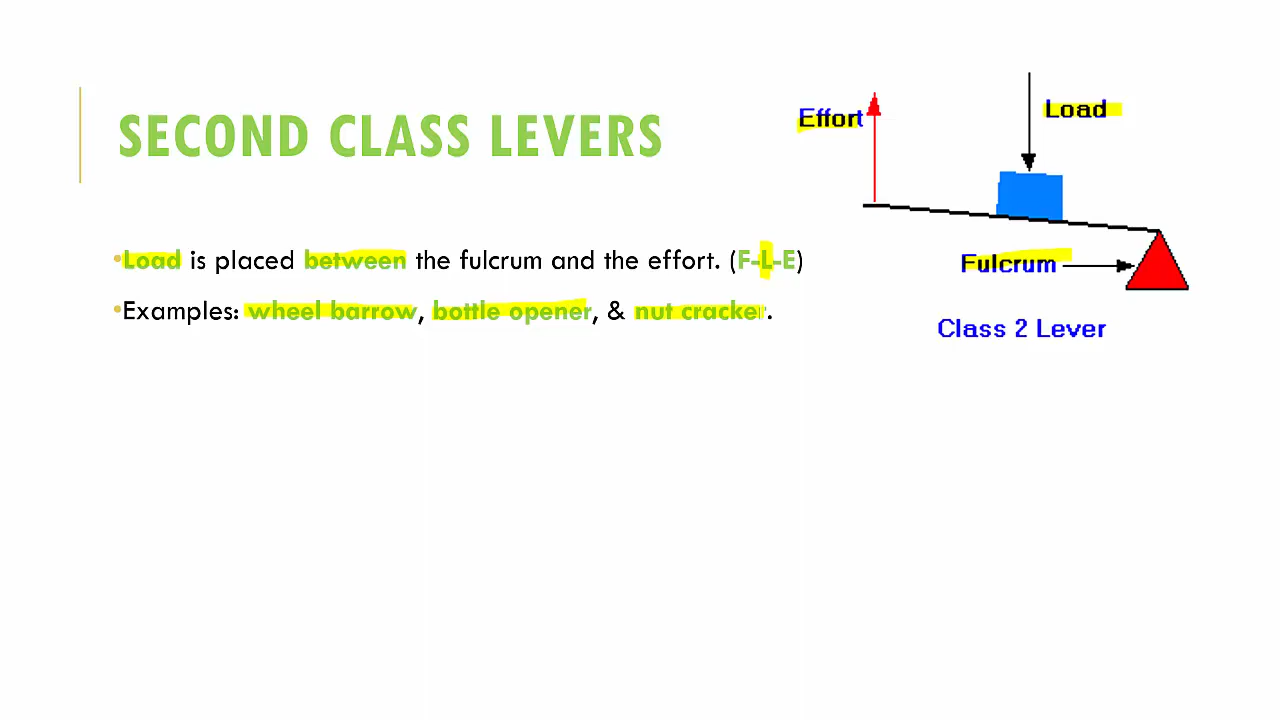 SECOND CLASS LEVERS
•Load is placed between the fulcrum and the effort. (F-L-E)
•Examples: wheel barrow, bottle opener, & nut cracker.
Effort
Load
Fulcrum
Class 2 Lever